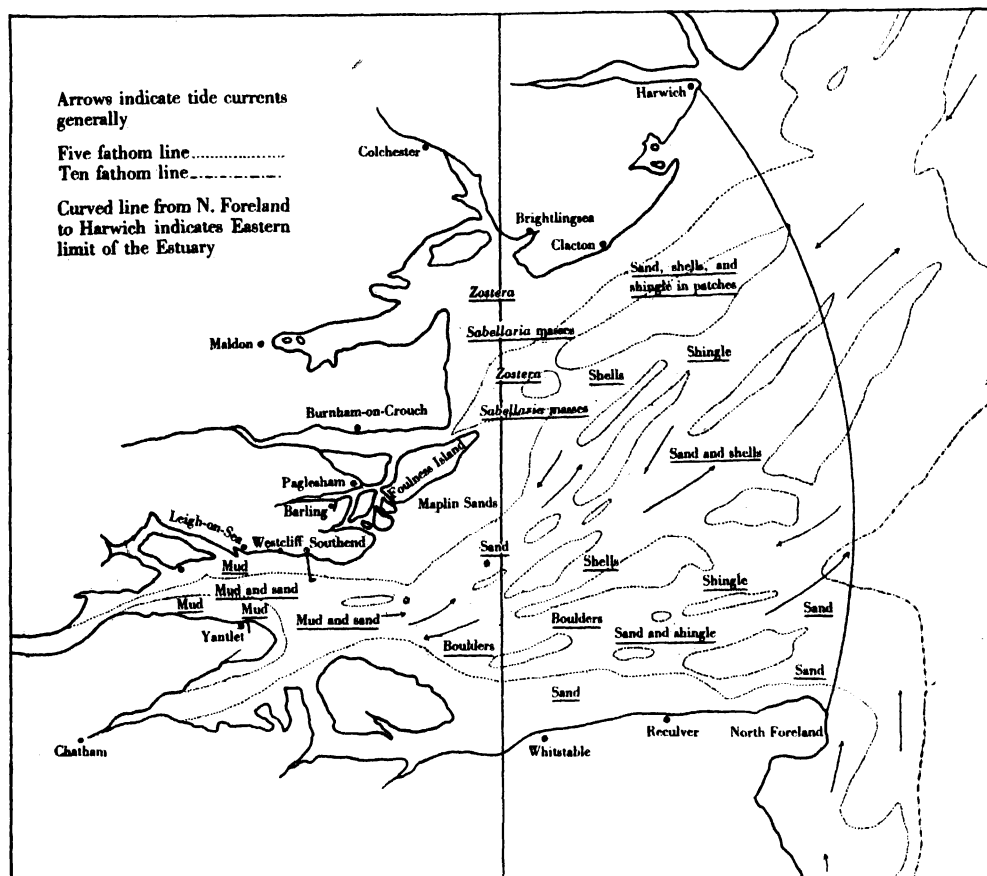 Arrows indicate tide currents
generally
Five fathom line
Ten fathom line
Curved line from N. Foreland
to Harwich indicates Eastern
limit of the Estuary
Harwich
Colchester
Brightlingsea
Clacton
Sand, shells, and
shingle in patches
Zostera
Sabellaria masses
Maldon
Shingle
Zostera
Shells
Burnham-on-Crouch
Sabellaria masses
Sand and shells
Paglesham
Foulness Island
Barling
Maplin Sands
Leigh-on-Sea
Westcliff
Southend
Sand
Mud
Shells
Mud and sand
Shingle
Mud
Mud
Mud and sand
Boulders
Sand
Yantlet
Sand and shingle
Boulders
Sand
Sand
Chatham
Whitstable
Reculver
North Foreland